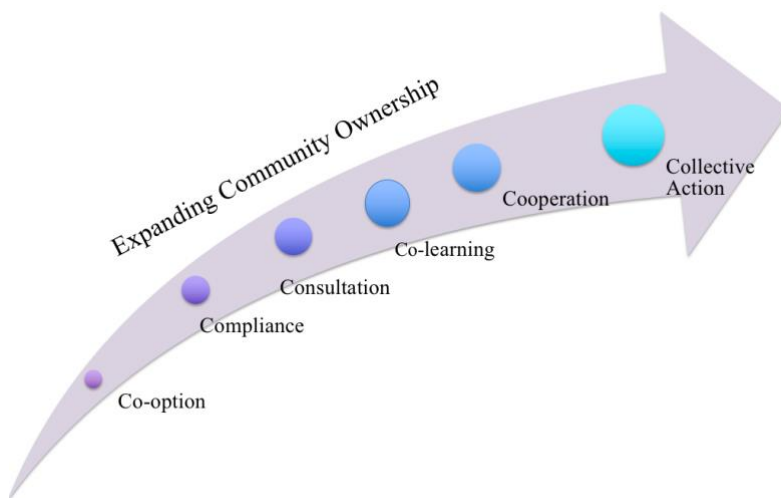 Expanding Community Ownership
Co-option
Compliance
Consultation
Co-learning
Cooperation
Collective
Action